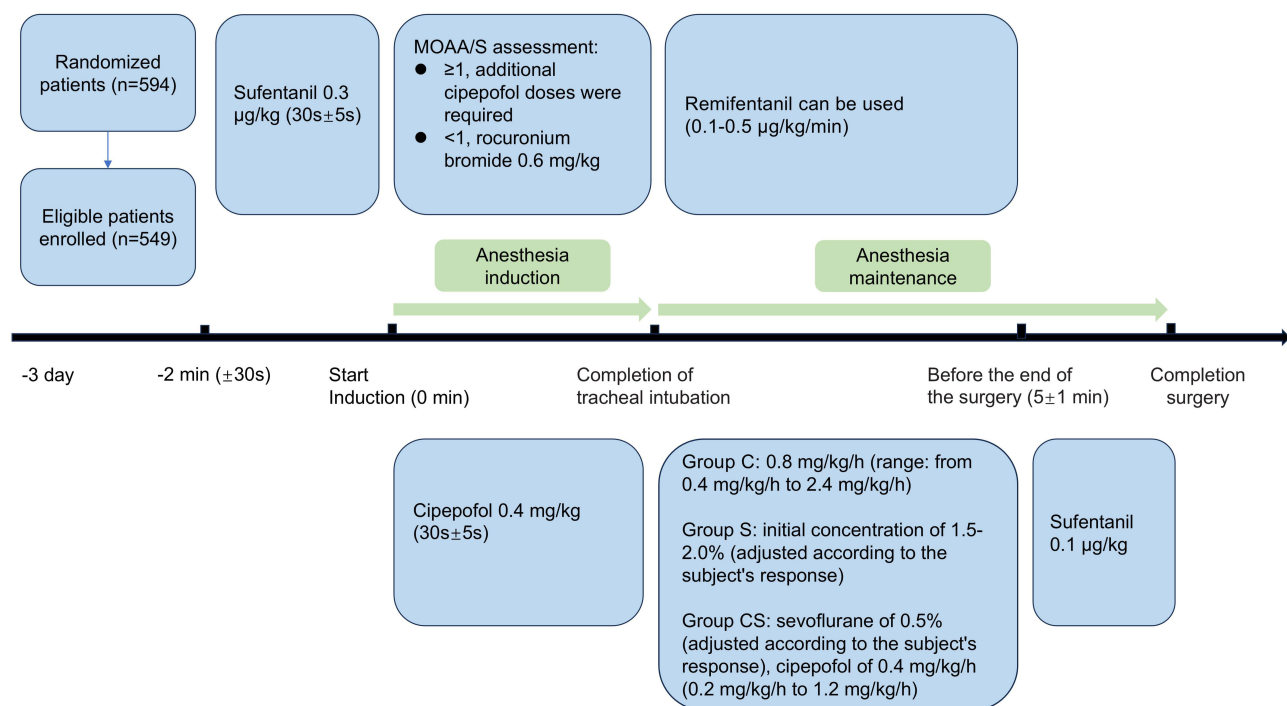 Randomized
patients (n=594)
Eligible patients
enrolled (n=549)
Sufentanil 0.3
µg/kg (30s±5s)
MOAA/S assessment:
● ≥1, additional
cipepofol doses were
required
● <1, rocuronium
bromide 0.6 mg/kg
Remifentanil can be used
(0.1-0.5 µg/kg/min)
Anesthesia
induction
Anesthesia
maintenance
-3 day
-2 min (±30s)
Start
Induction (0 min)
Completion of
tracheal intubation
Before the end of
the surgery (5±1 min)
Completion
surgery
Cipepofol 0.4 mg/kg
(30s±5s)
Group C: 0.8 mg/kg/h (range: from
0.4 mg/kg/h to 2.4 mg/kg/h)
Group S: initial concentration of 1.5-
2.0% (adjusted according to the
subject's response)
Group CS: sevoflurane of 0.5%
(adjusted according to the subject's
response), cipepofol of 0.4 mg/kg/h
(0.2 mg/kg/h to 1.2 mg/kg/h)
Sufentanil
0.1 µg/kg